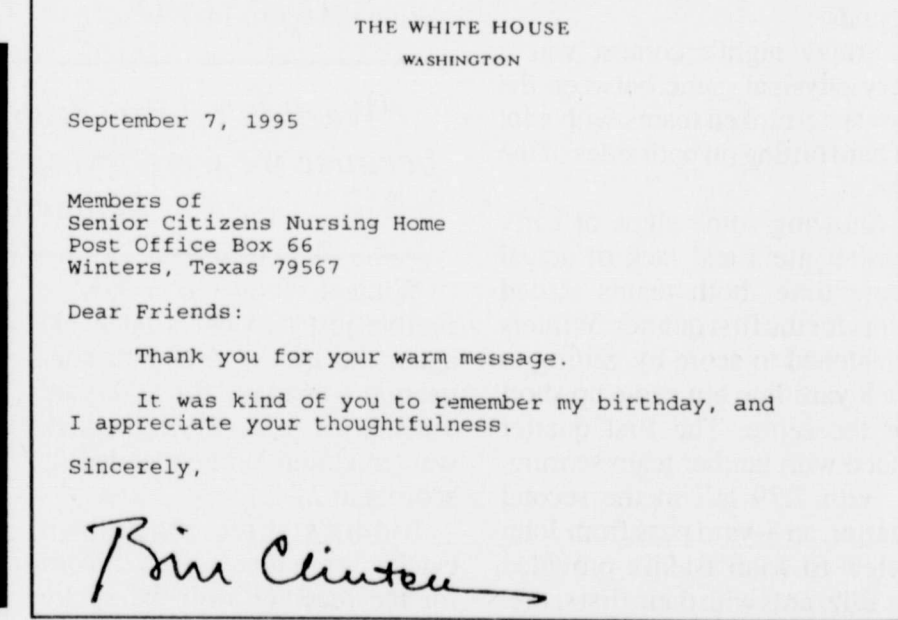 THE WHITE HOUSE
WASHINGTON
September 7, 1995
Members of
Senior Citizens Nursing Home
Post Office Box 66
Winters, Texas 79567
Dear Friends:
Thank you for your warm message.
It was kind of you to remember my birthday, and
I appreciate your thoughtfulness.
Sincerely,
Bill Clinton